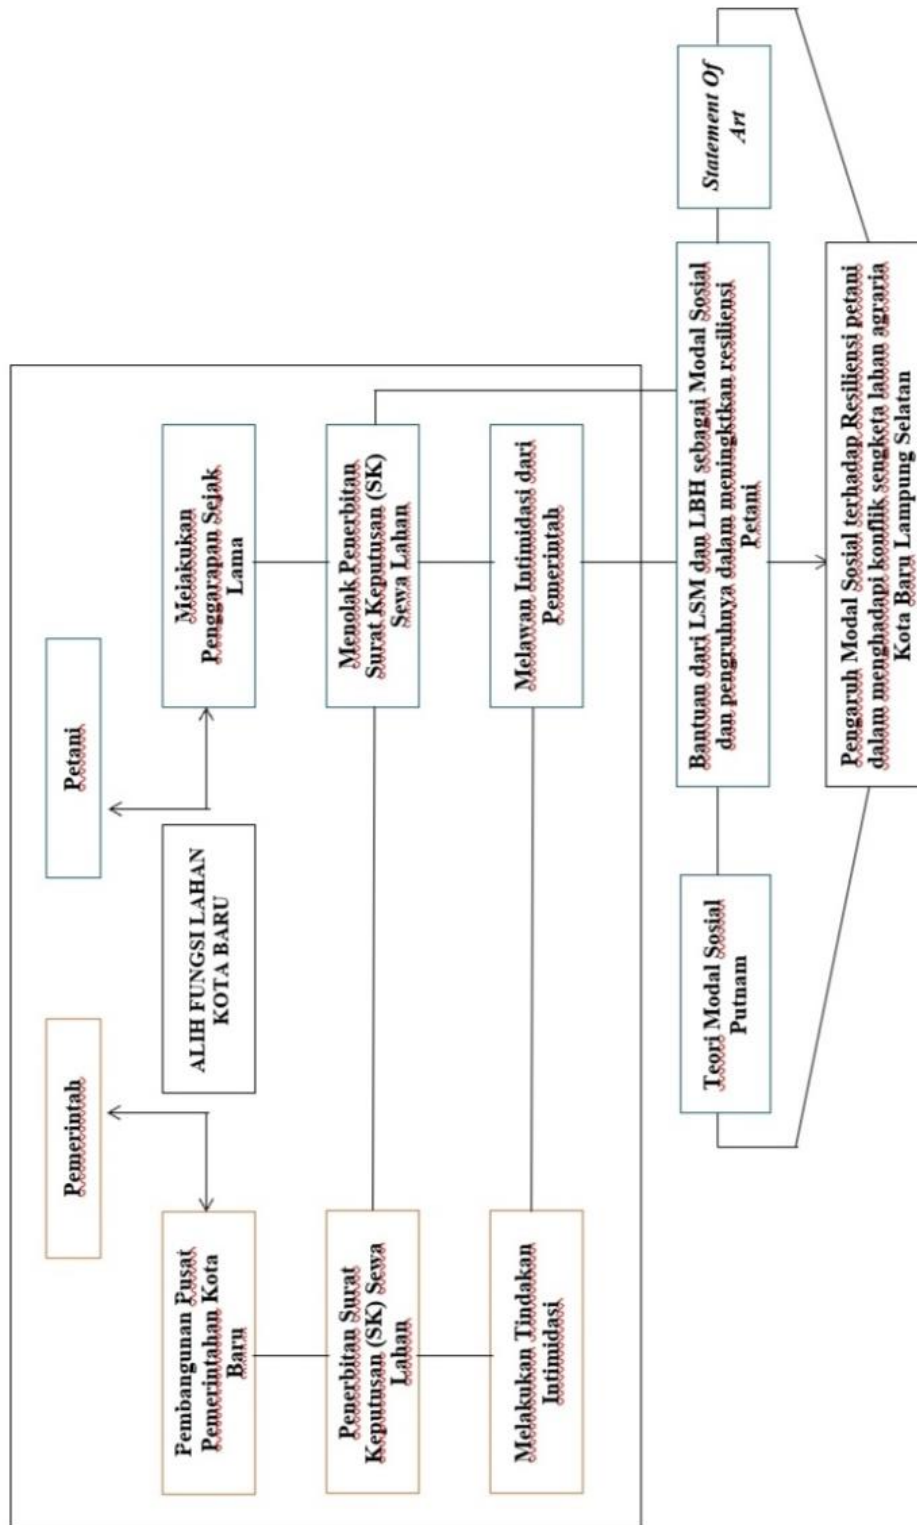 Pemerintah
Petani
ALIH FUNGSI LAHAN
KOTA BARU
Pembangunan Pusat
Pemerintahan Kota
Baru
Melakukan
Penggarapan Sejak
Lama
Penerbitan Surat
Keputusan (SK) Sewa
Lahan
Menolak Penerbitan
Surat Keputusan (SK)
Sewa Lahan
Melakukan Tindakan
Intimidasi
Melawan Intimidasi dari
Pemerintah
Teori Modal Sosial
Putnam
Bantuan dari LSM dan LBH sebagai Modal Sosial
dan pengruhnya dalam meningktkan resiliensi
Petani
Statement Of
Art
Pengaruh Modal Sosial terhadap Resiliensi petani
dalam menghadapi konflik sengketa lahan agraria
Kota Baru Lampung Selatan